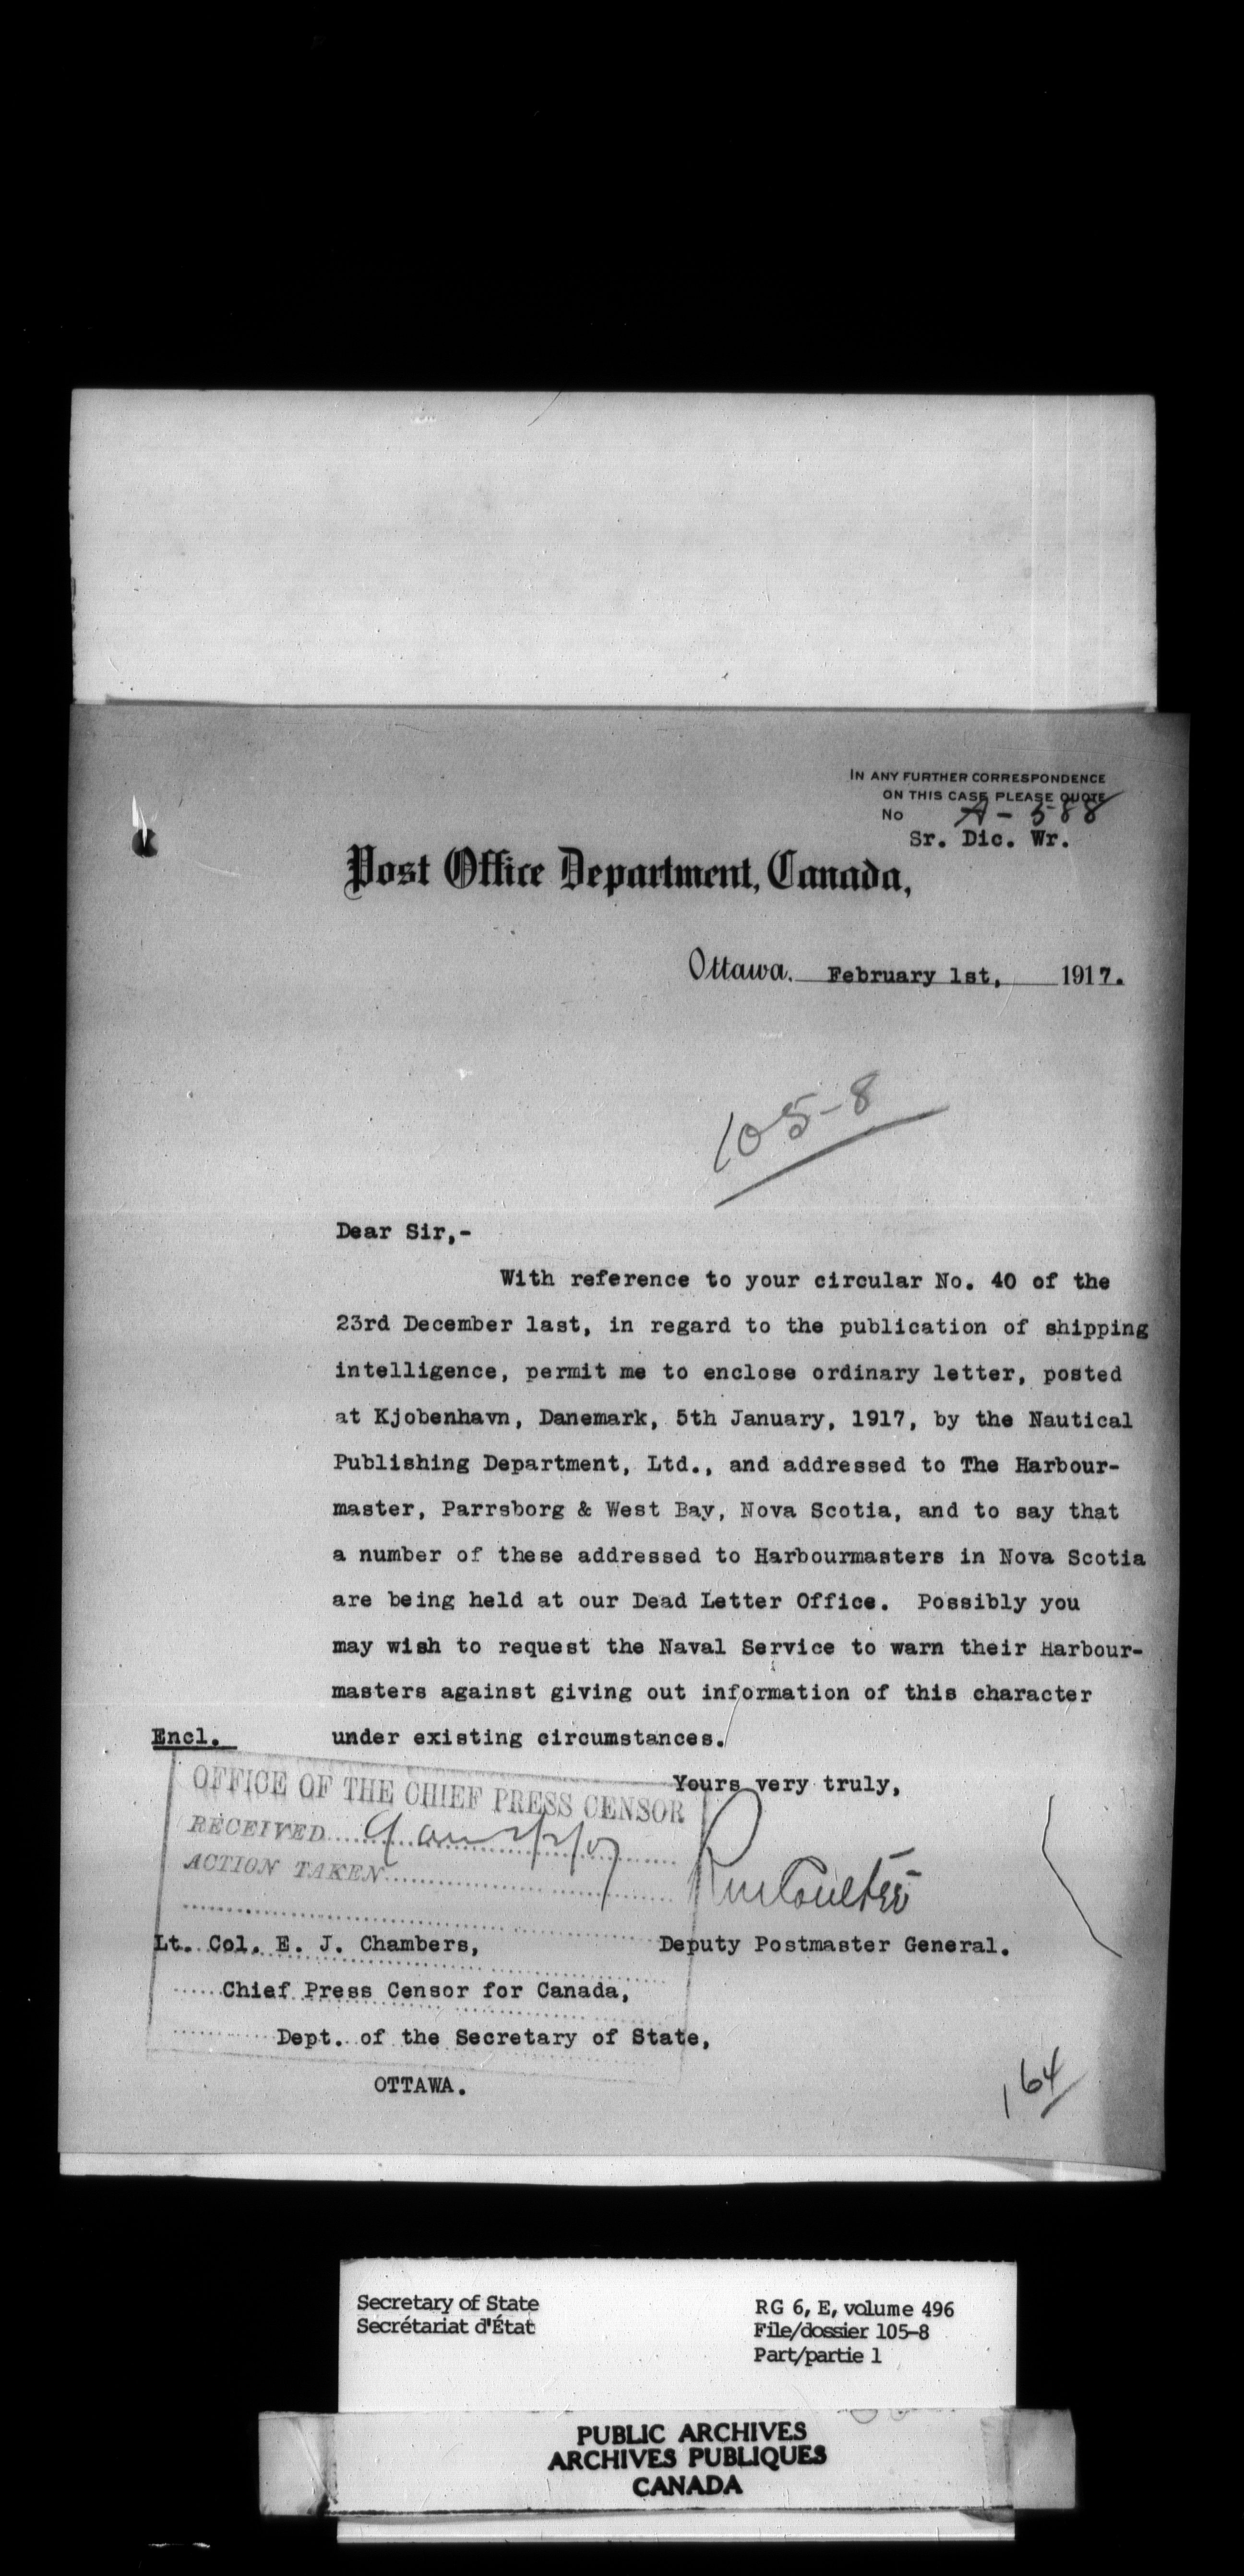 IN ANY FURTHER CORRESPONDENCE
ON THIS CASE PLEASE QUOTE
No A-588
Sr. Dic. Wr.
Post Office Department, Canada,
Ottawa. February 1st, 1917.
105-8
Dear Sir,-
With reference to your circular No. 40 of the
23rd December last, in regard to the publication of shipping
intelligence, permit me to enclose ordinary letter, posted
at Kjobenhavn, Danemark, 5th January, 1917, by the Nautical
Publishing Department, Ltd., and addressed to The Harbour-
master, Parrsborg & West Bay, Nova Scotia, and to say that
a number of these addressed to Harbourmasters in Nova Scotia
are being held at our Dead Letter Office. Possibly you
may wish to request the Naval Service to warn their Harbour-
masters against giving out information of this character
under existing circumstances.
Encl.
Yours very truly,
OFFICE OF THE CHIEF PRESS CENSOR
RECEIVED
ACTION TAKEN
RmCoulter
Deputy Postmaster General.
Lt. Col. E. J. Chambers,
Chief Press Censor for Canada,
Dept. of the Secretary of State,
OTTAWA.
164
Secretary of State
Secrétariat d'État
RG 6, E, volume 496
File/dossier 105-8
Part/partie 1
PUBLIC ARCHIVES
ARCHIVES PUBLIQUES
CANADA